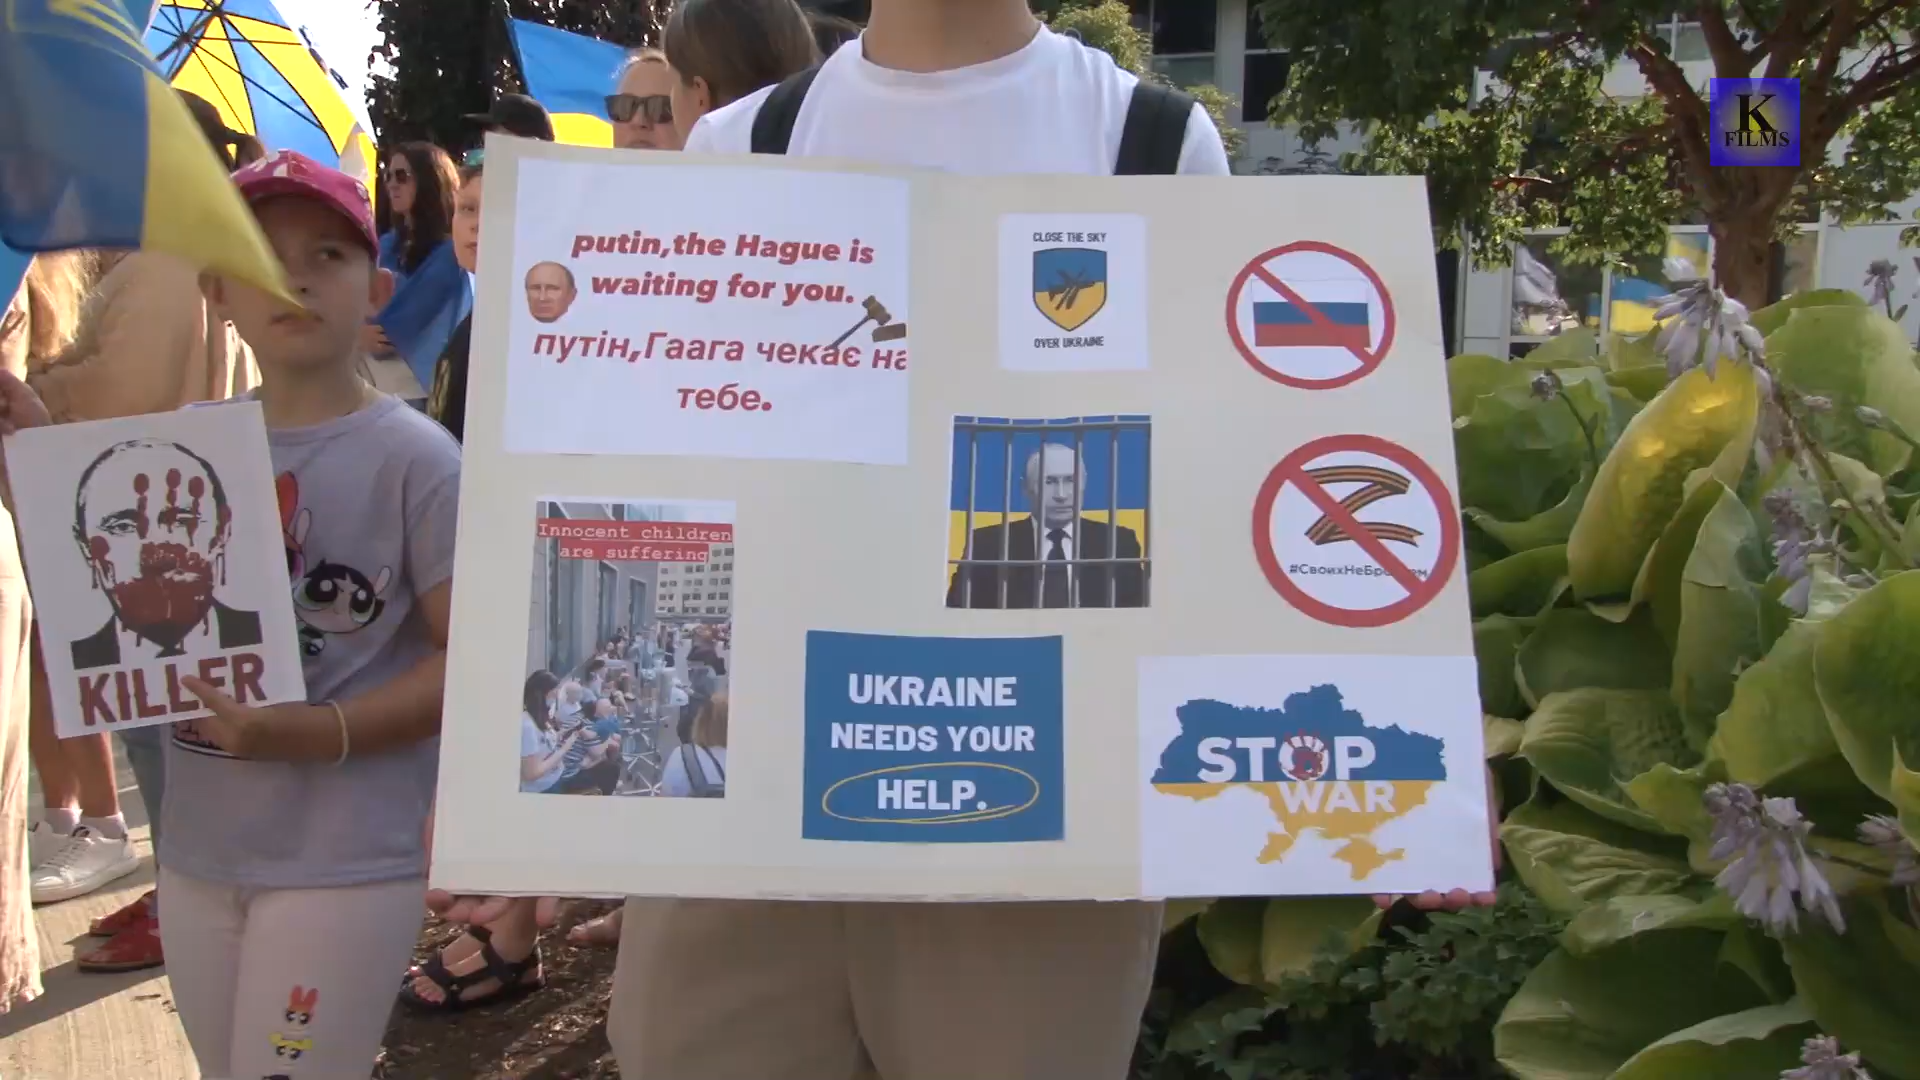 K
FILMS
putin,the Hague is
waiting for you.
путін,Гаага чекає на
тебе.
CLOSE THE SKY
OVER UKRAINE
Innocent children
are suffering
UKRAINE
NEEDS YOUR
HELP.
STOP
WAR
KILLER